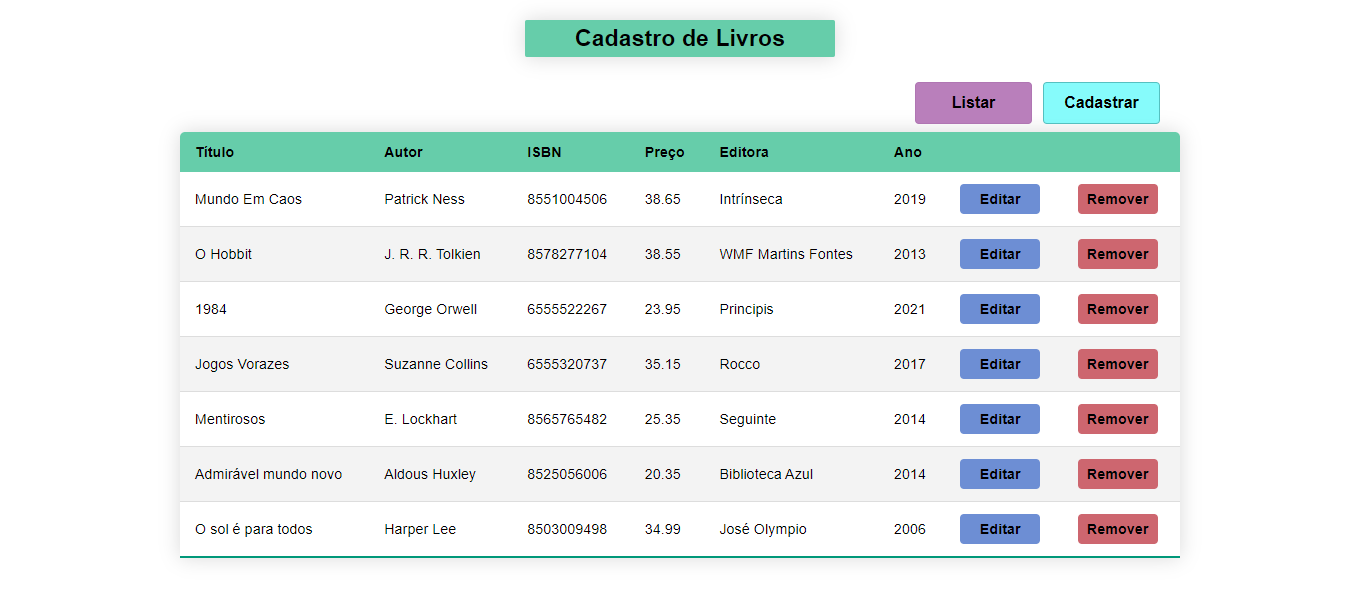 Cadastro de Livros
Listar Cadastrar
Título Autor ISBN Preço Editora Ano
Mundo Em Caos Patrick Ness 8551004506 38.65 Intrínseca 2019 Editar Remover
O Hobbit J. R. R. Tolkien 8578277104 38.55 WMF Martins Fontes 2013 Editar Remover
1984 George Orwell 6555522267 23.95 Principis 2021 Editar Remover
Jogos Vorazes Suzanne Collins 6555320737 35.15 Rocco 2017 Editar Remover
Mentirosos E. Lockhart 8565765482 25.35 Seguinte 2014 Editar Remover
Admirável mundo novo Aldous Huxley 8525056006 20.35 Biblioteca Azul 2014 Editar Remover
O sol é para todos Harper Lee 8503009498 34.99 José Olympio 2006 Editar Remover